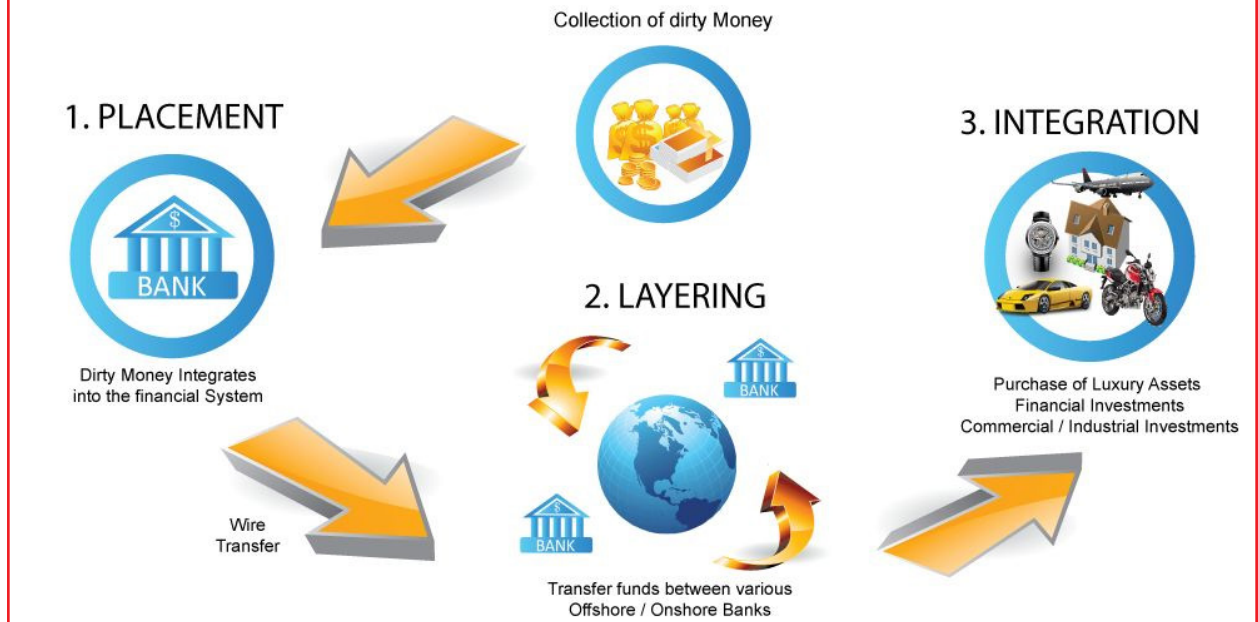 Collection of dirty Money
1. PLACEMENT
$
BANK
Dirty Money Integrates
into the financial System
Wire
Transfer
2. LAYERING
$
BANK
$
BANK
Transfer funds between various
Offshore / Onshore Banks
3. INTEGRATION
Purchase of Luxury Assets
Financial Investments
Commercial / Industrial Investments